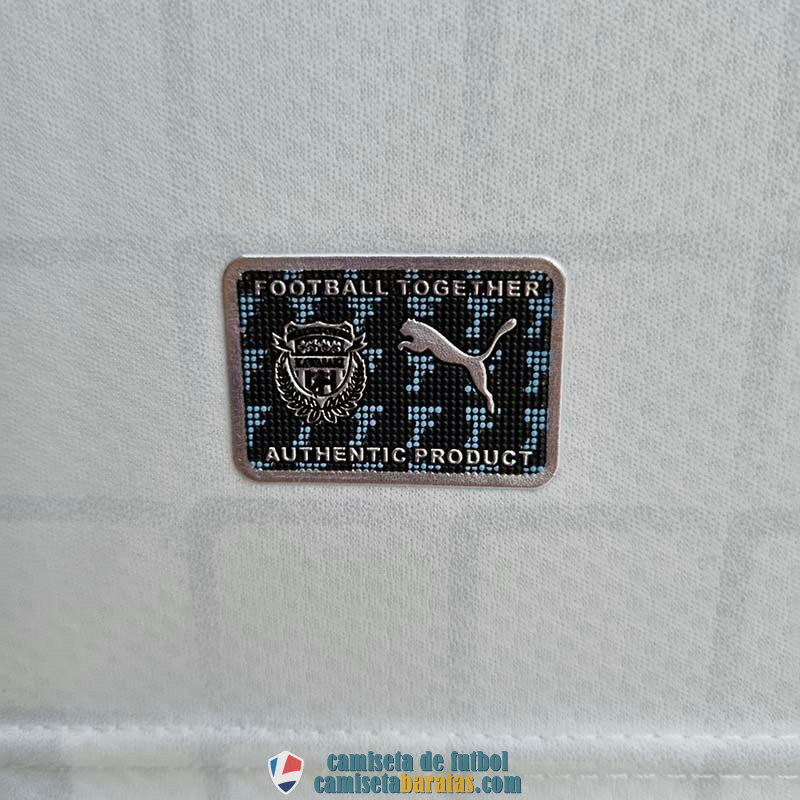 FOOTBALL TOGETHER
AUTHENTIC PRODUCT
camiseta de futbol
camisetabaratas.com